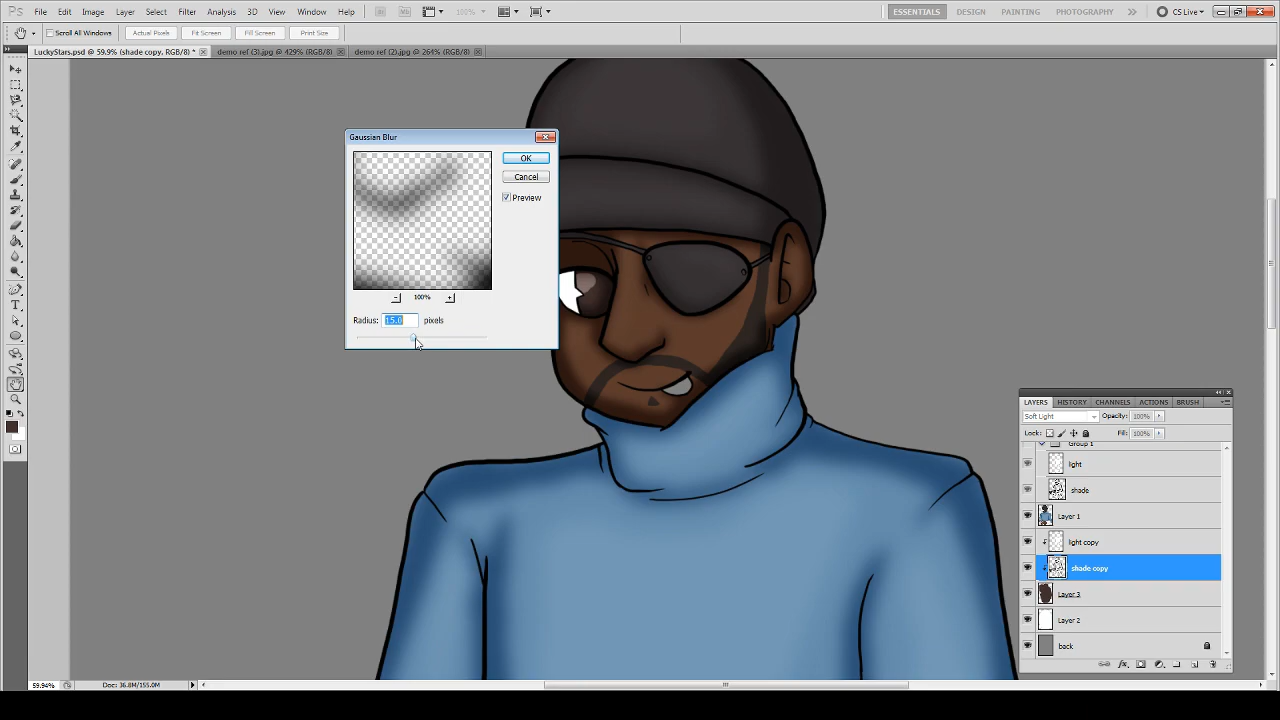 Ps File Edit Image Layer Select Filter Analysis 3D View Window Help Br Mb 100% ESSENTIALS DESIGN PAINTING PHOTOGRAPHY CS Live
Scroll All Windows Actual Pixels Fit Screen Fill Screen Print Size
LuckyStars.psd @ 59.9% (shade copy, RGB/8) * demo ref (3).jpg @ 429% (RGB/8) demo ref (2).jpg @ 264% (RGB/8)
Gaussian Blur
OK
Cancel
Preview
100%
Radius: 15.0 pixels
LAYERS HISTORY CHANNELS ACTIONS BRUSH
Soft Light Opacity: 100%
Lock: Fill: 100%
Group 1
light
shade
Layer 1
light copy
shade copy
Layer 3
Layer 2
back
59.94% Doc: 36.8M/155.0M